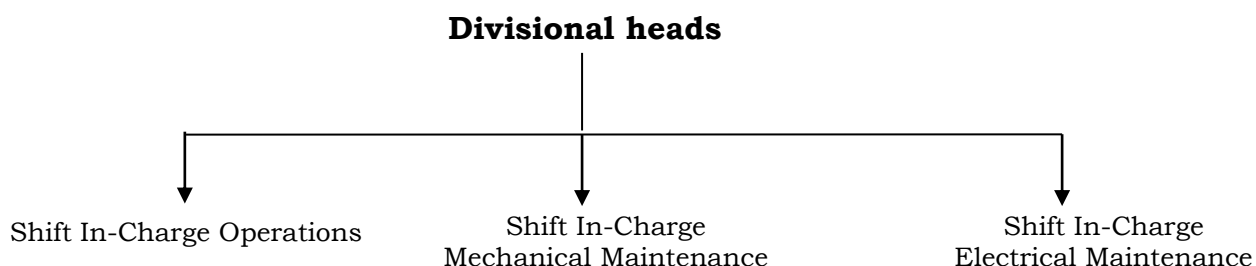 Divisional heads
Shift In-Charge Operations
Shift In-Charge
Mechanical Maintenance
Shift In-Charge
Electrical Maintenance